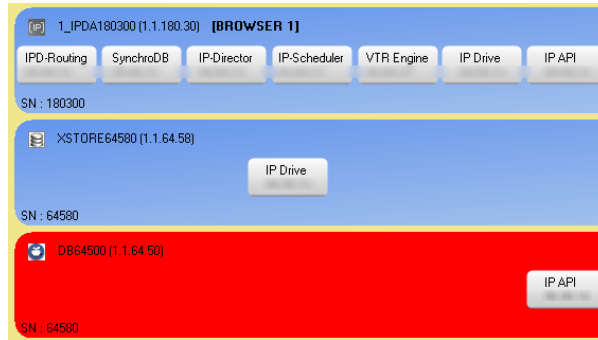 [IP] 1_IPDA180300 (1.1.180.30) [BROWSER 1]
IPD-Routing SynchroDB IP-Director IP-Scheduler VTR Engine IP Drive IP API
SN : 180300
XSTORE64580 (1.1.64.58)
IP Drive
SN : 64580
DB64500 (1.1.64.50)
IP API
SN : 64580